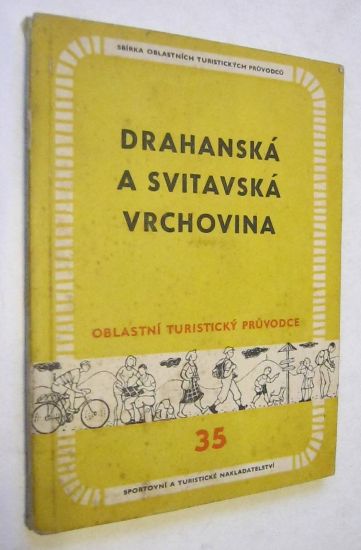 SBÍRKA OBLASTNÍCH TURISTICKÝCH PRŮVODCŮ
DRAHANSKÁ
A SVITAVSKÁ
VRCHOVINA
OBLASTNÍ TURISTICKÝ PRŮVODCE
35
SPORTOVNÍ A TURISTICKÉ NAKLADATELSTVÍ